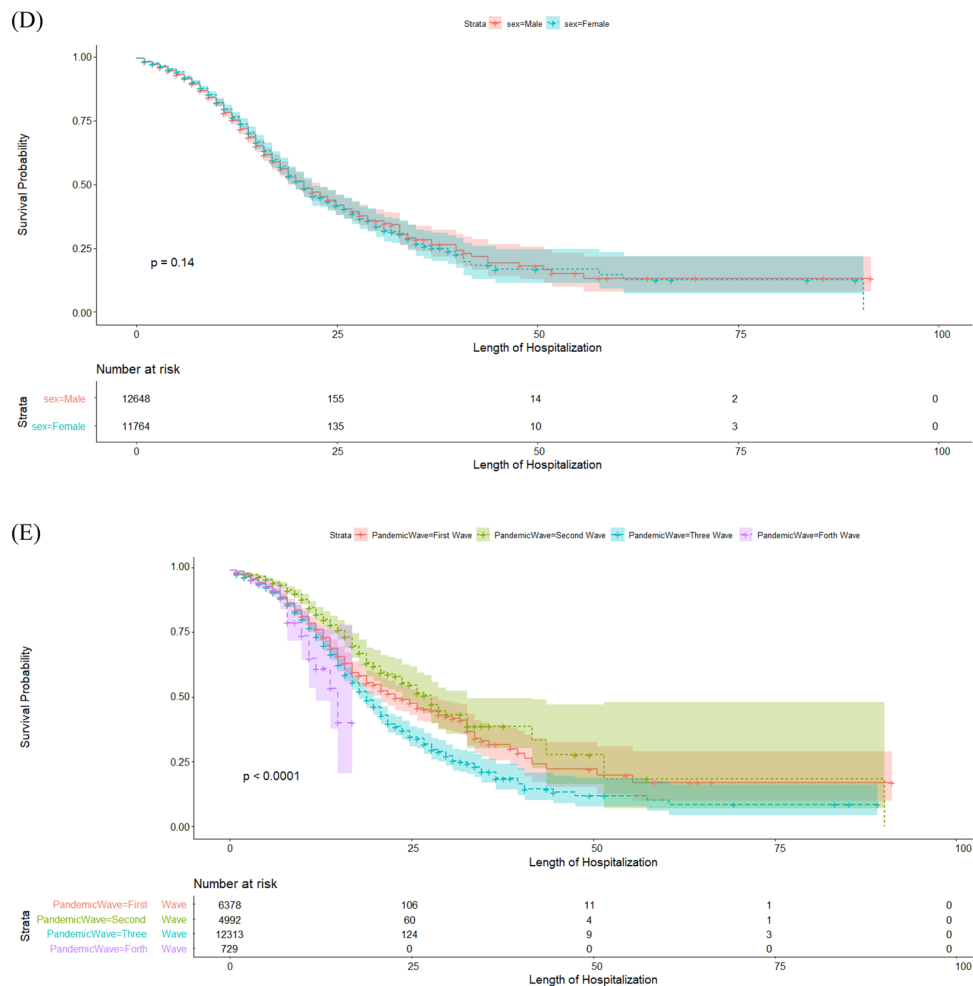 (D)
Strata sex=Male sex=Female
1.00
0.75
0.50
0.25
0.00
Survival Probability
p = 0.14
0 25 50 75 100
Length of Hospitalization
Number at risk
Strata
sex=Male 12648 155 14 2 0
sex=Female 11764 135 10 3 0
0 25 50 75 100
Length of Hospitalization
(E)
Strata PandemicWave=First Wave PandemicWave=Second Wave PandemicWave=Three Wave PandemicWave=Forth Wave
1.00
0.75
0.50
0.25
0.00
Survival Probability
p < 0.0001
0 25 50 75 100
Length of Hospitalization
Number at risk
Strata
PandemicWave=First Wave 6378 106 11 1 0
PandemicWave=Second Wave 4992 60 4 1 0
PandemicWave=Three Wave 12313 124 9 3 0
PandemicWave=Forth Wave 729 0 0 0 0
0 25 50 75 100
Length of Hospitalization